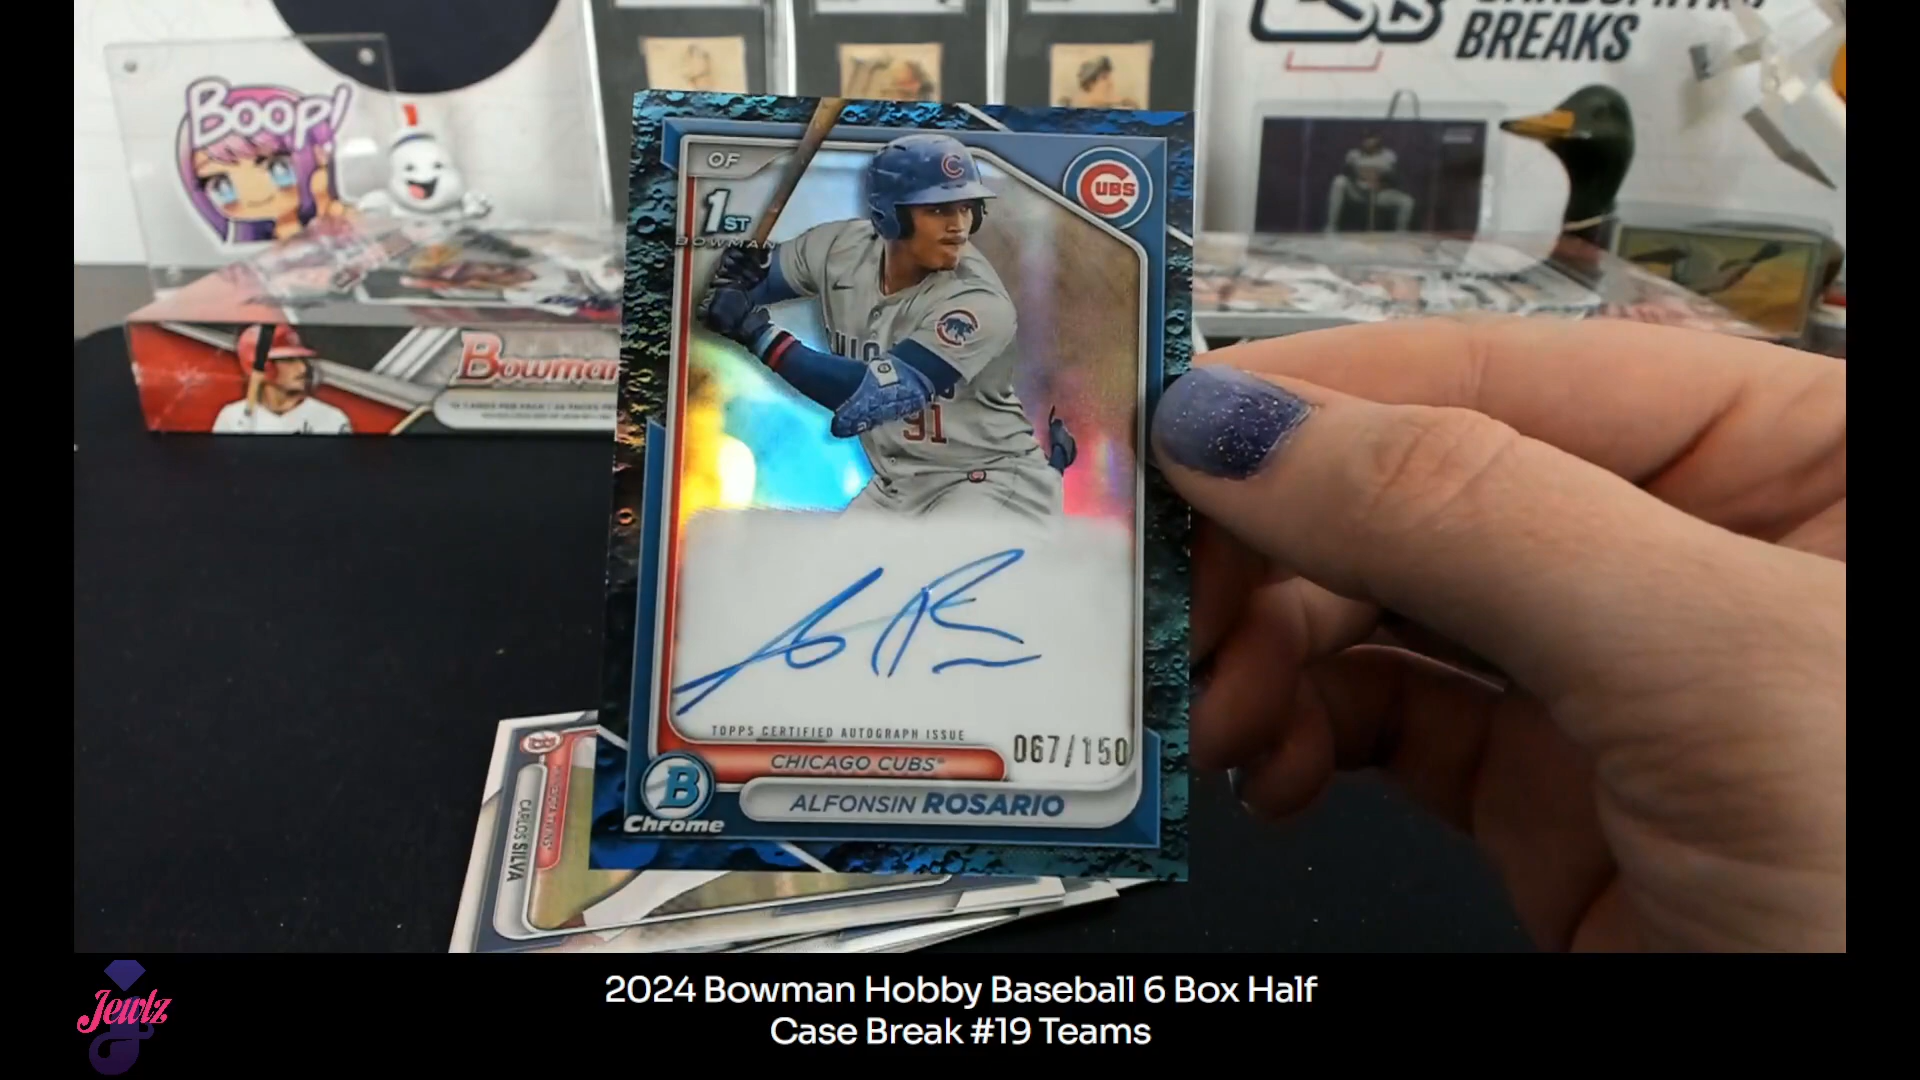 BOOP!
BREAKS
OF
1ST
BOWMAN
CUBS
Bowman
91
TOPPS CERTIFIED AUTOGRAPH ISSUE
067/150
CHICAGO CUBS®
B
ALFONSIN ROSARIO
Chrome
CARLOS SILVA
2024 Bowman Hobby Baseball 6 Box Half
Case Break #19 Teams
Jewlz